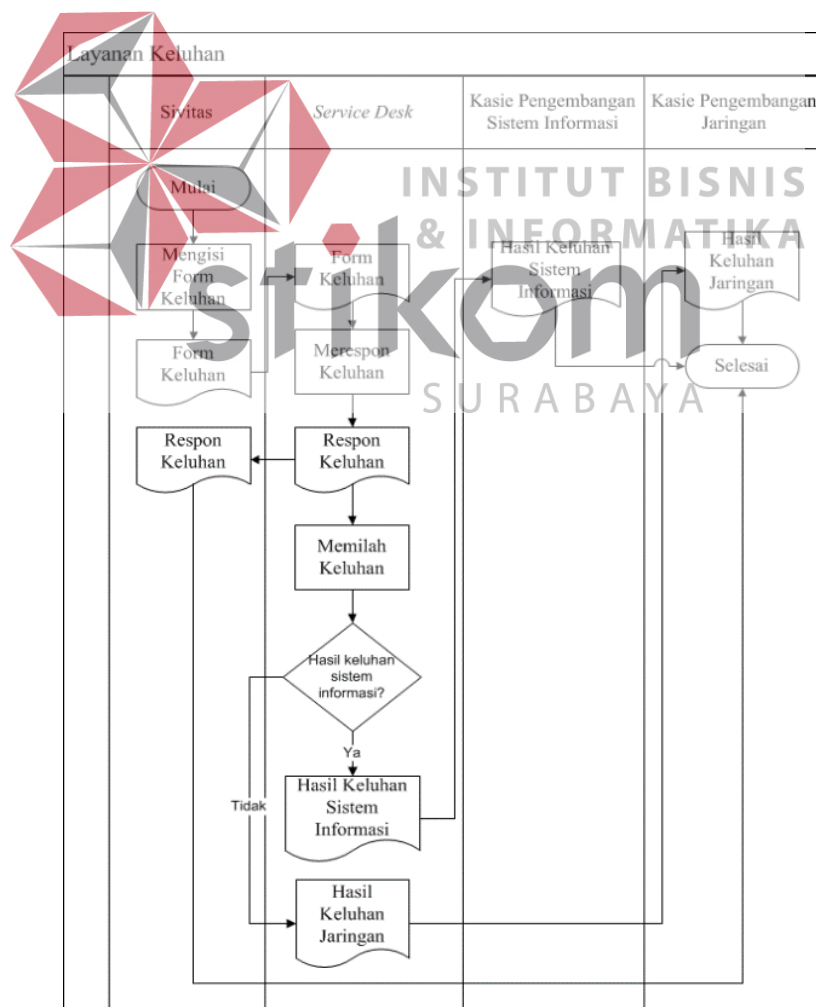 Layanan Keluhan
Sivitas
Service Desk
Kasie Pengembangan
Sistem Informasi
Kasie Pengembangan
Jaringan
Mulai
INSTITUT BISNIS
& INFORMATIKA
stikom
SURABAYA
Mengisi
Form
Keluhan
Form
Keluhan
Hasil Keluhan
Sistem
Informasi
Hasil
Keluhan
Jaringan
Form
Keluhan
Merespon
Keluhan
Selesai
Respon
Keluhan
Respon
Keluhan
Memilah
Keluhan
Hasil keluhan
sistem
informasi?
Ya
Tidak
Hasil Keluhan
Sistem
Informasi
Hasil
Keluhan
Jaringan